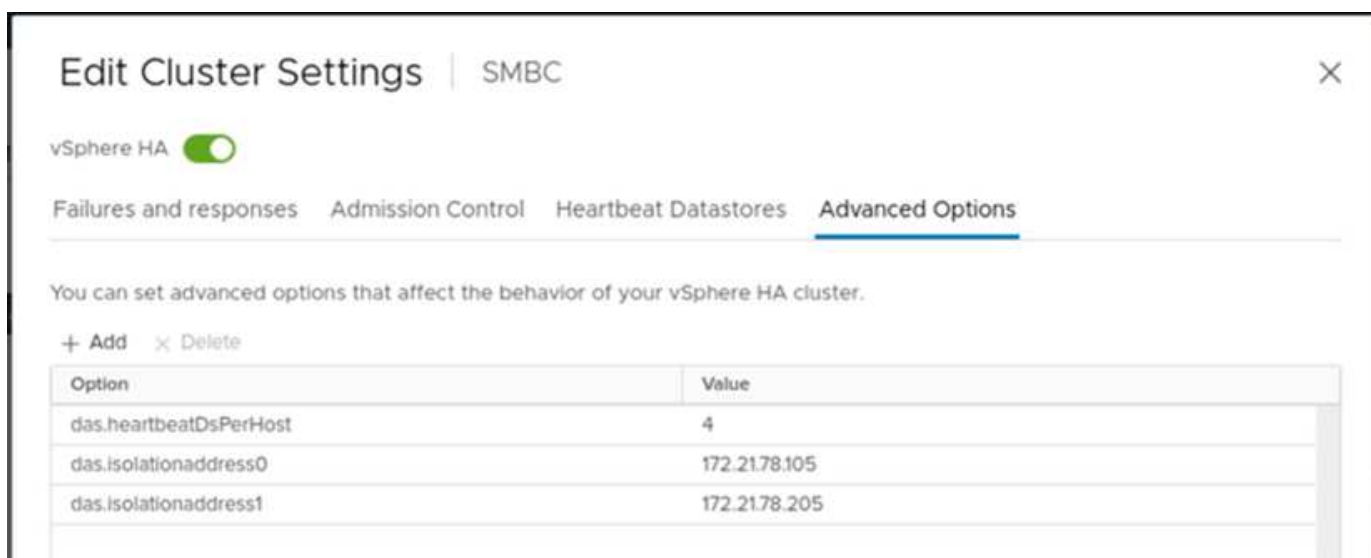 Edit Cluster Settings SMBC
vSphere HA
Failures and responses Admission Control Heartbeat Datastores Advanced Options
You can set advanced options that affect the behavior of your vSphere HA cluster.
+ Add × Delete
Option Value
das.heartbeatDsPerHost 4
das.isolationaddress0 172.21.78.105
das.isolationaddress1 172.21.78.205